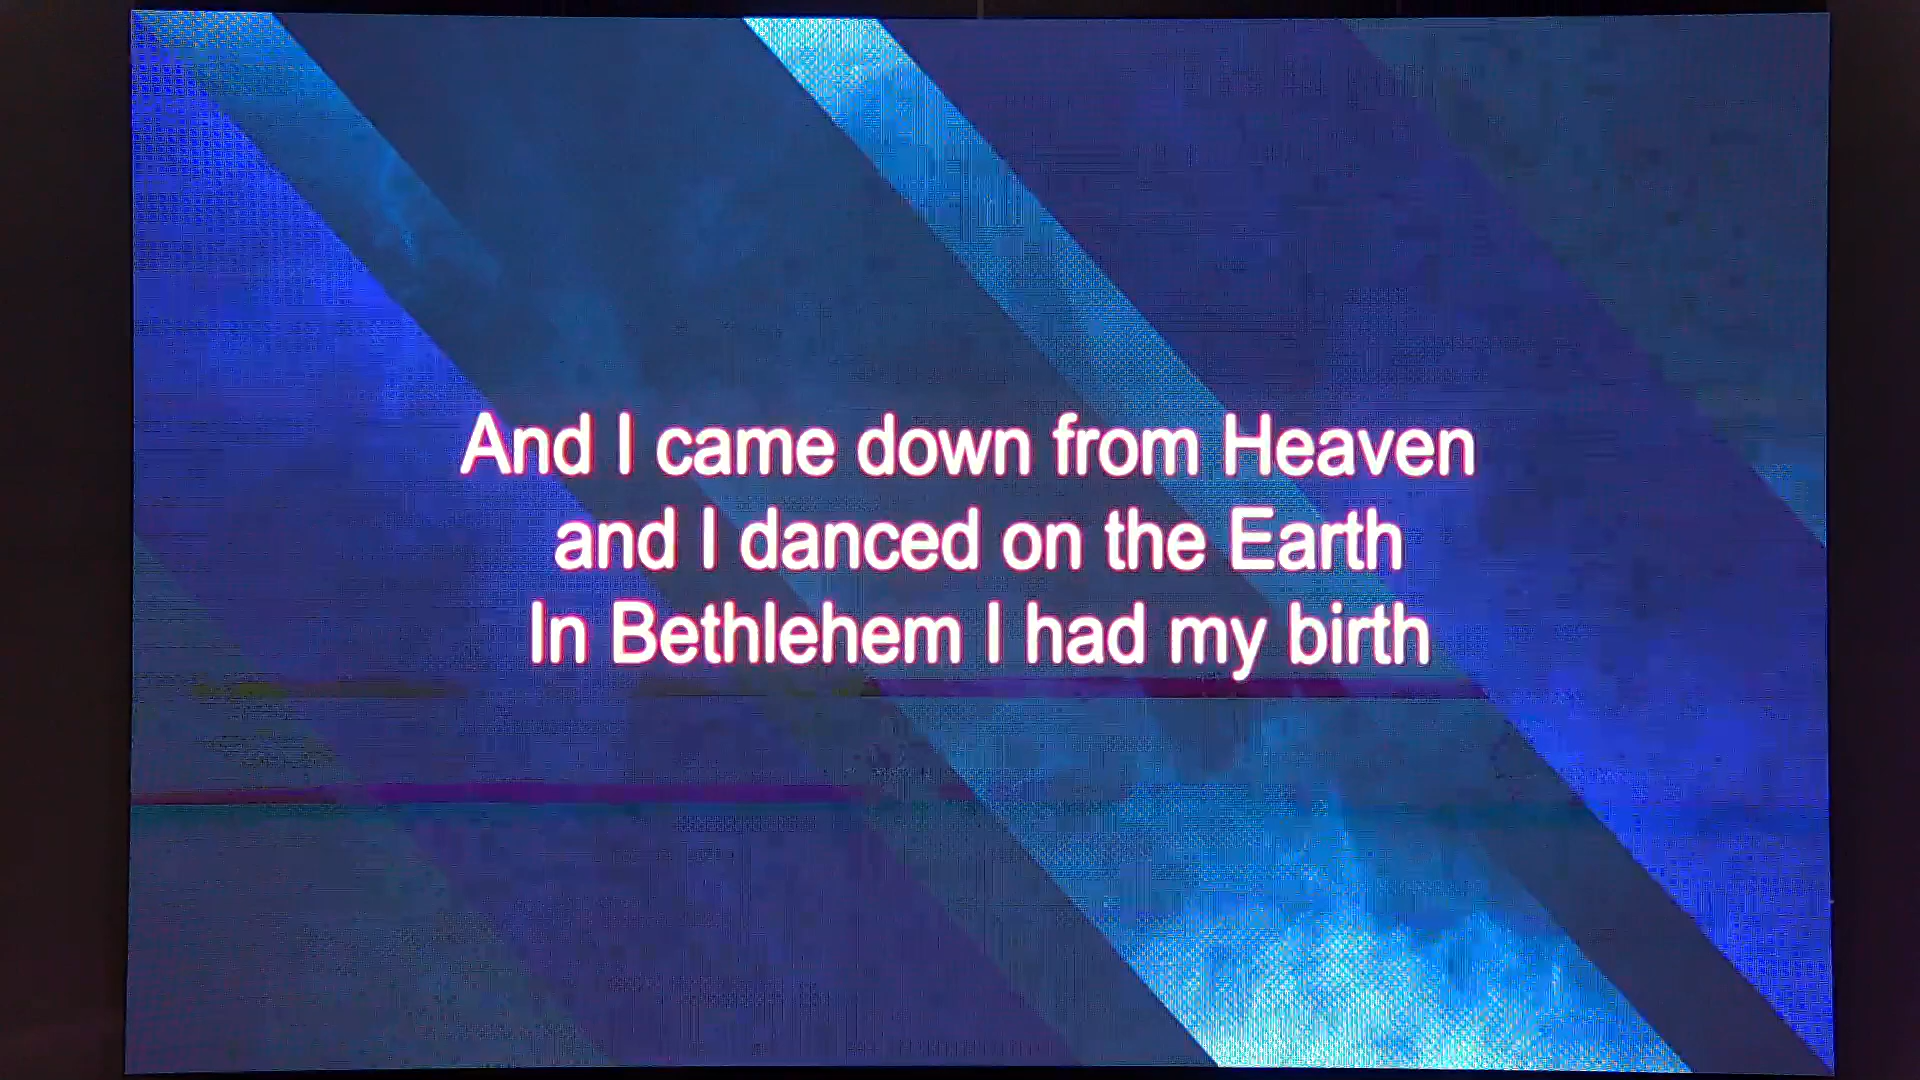 And I came down from Heaven
and I danced on the Earth
In Bethlehem I had my birth